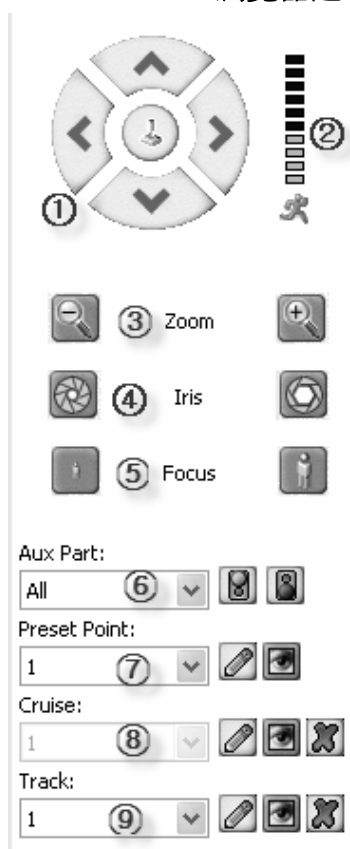 ①
②
③ Zoom
④ Iris
⑤ Focus
Aux Part:
All ⑥
Preset Point:
1 ⑦
Cruise:
1 ⑧
Track:
1 ⑨